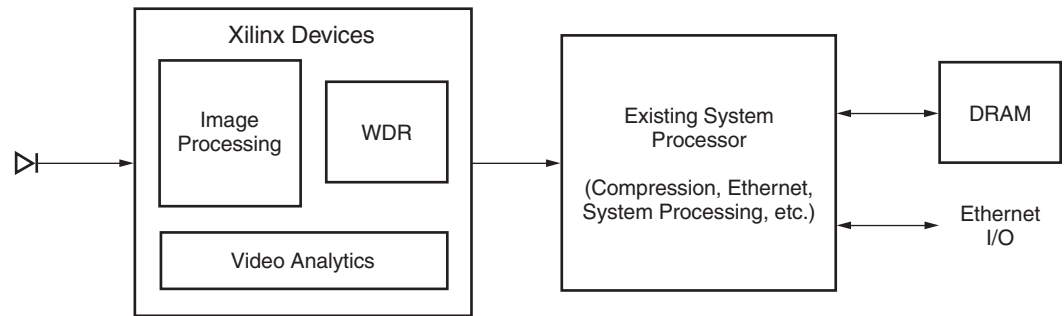 Xilinx Devices
Image
Processing
WDR
Video Analytics
Existing System
Processor
(Compression, Ethernet,
System Processing, etc.)
DRAM
Ethernet
I/O